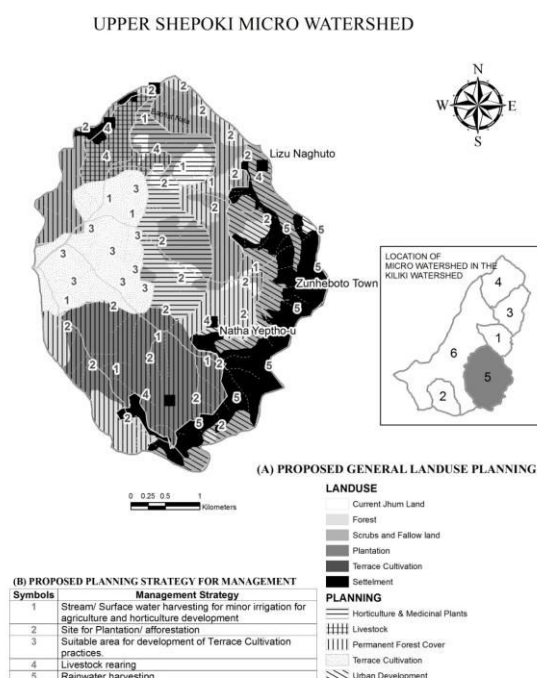 UPPER SHEPOKI MICRO WATERSHED
N
W E
S
Lizu Naghuto
Zunheboto Town
Natha Yeptho-u
LOCATION OF
MICRO WATERSHED IN THE
KILIKI WATERSHED
4
3
1
6
5
2
(A) PROPOSED GENERAL LANDUSE PLANNING
0 0.25 0.5 1
Kilometers
LANDUSE
Current Jhum Land
Forest
Scrubs and Fallow land
Plantation
Terrace Cultivation
Settelment
PLANNING
Horticulture & Medicinal Plants
Livestock
Permanent Forest Cover
Terrace Cultivation
Urban Development
(B) PROPOSED PLANNING STRATEGY FOR MANAGEMENT
Symbols Management Strategy
1 Stream/ Surface water harvesting for minor irrigation for
agriculture and horticulture development
2 Site for Plantation/ afforestation
3 Suitable area for development of Terrace Cultivation
practices.
4 Livestock rearing
5 Rainwater harvesting